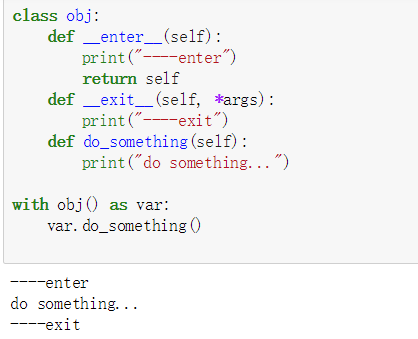 class obj:
    def __enter__(self):
        print("----enter")
        return self
    def __exit__(self, *args):
        print("----exit")
    def do_something(self):
        print("do something...")

with obj() as var:
    var.do_something()

----enter
do something...
----exit